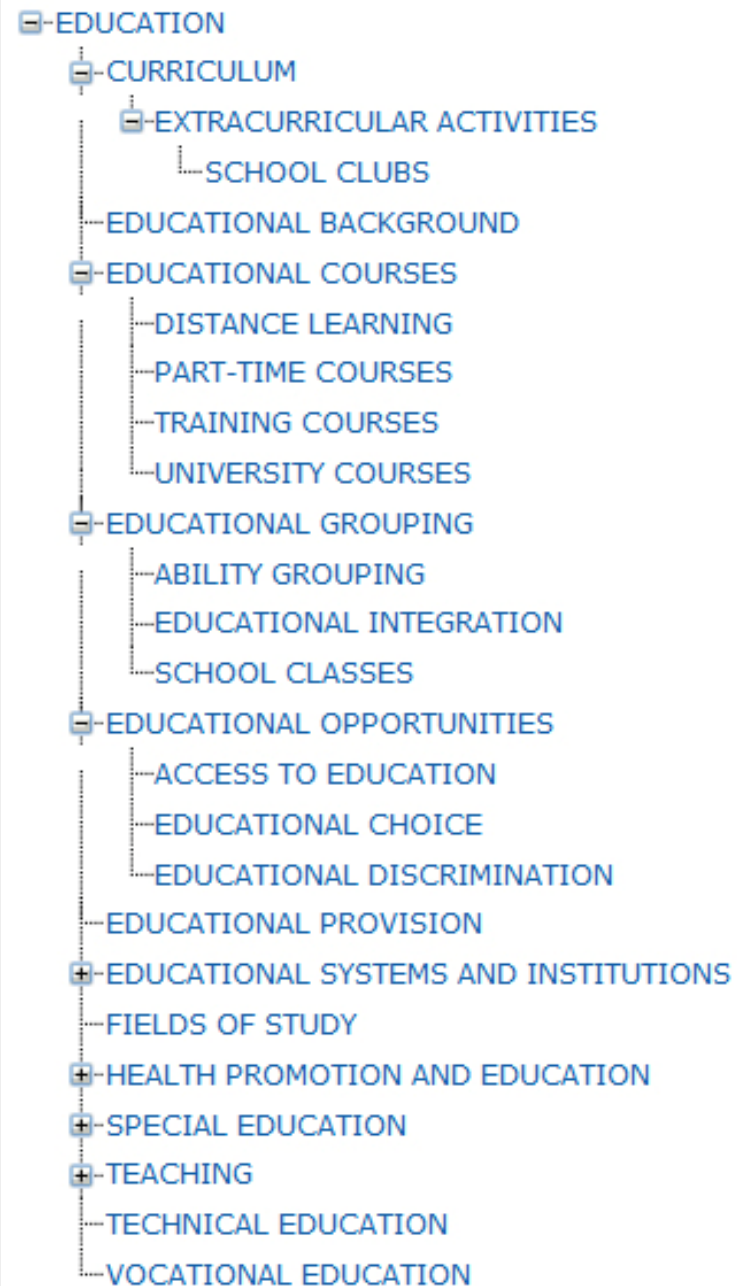 EDUCATION
CURRICULUM
EXTRACURRICULAR ACTIVITIES
SCHOOL CLUBS
EDUCATIONAL BACKGROUND
EDUCATIONAL COURSES
DISTANCE LEARNING
PART-TIME COURSES
TRAINING COURSES
UNIVERSITY COURSES
EDUCATIONAL GROUPING
ABILITY GROUPING
EDUCATIONAL INTEGRATION
SCHOOL CLASSES
EDUCATIONAL OPPORTUNITIES
ACCESS TO EDUCATION
EDUCATIONAL CHOICE
EDUCATIONAL DISCRIMINATION
EDUCATIONAL PROVISION
EDUCATIONAL SYSTEMS AND INSTITUTIONS
FIELDS OF STUDY
HEALTH PROMOTION AND EDUCATION
SPECIAL EDUCATION
TEACHING
TECHNICAL EDUCATION
VOCATIONAL EDUCATION